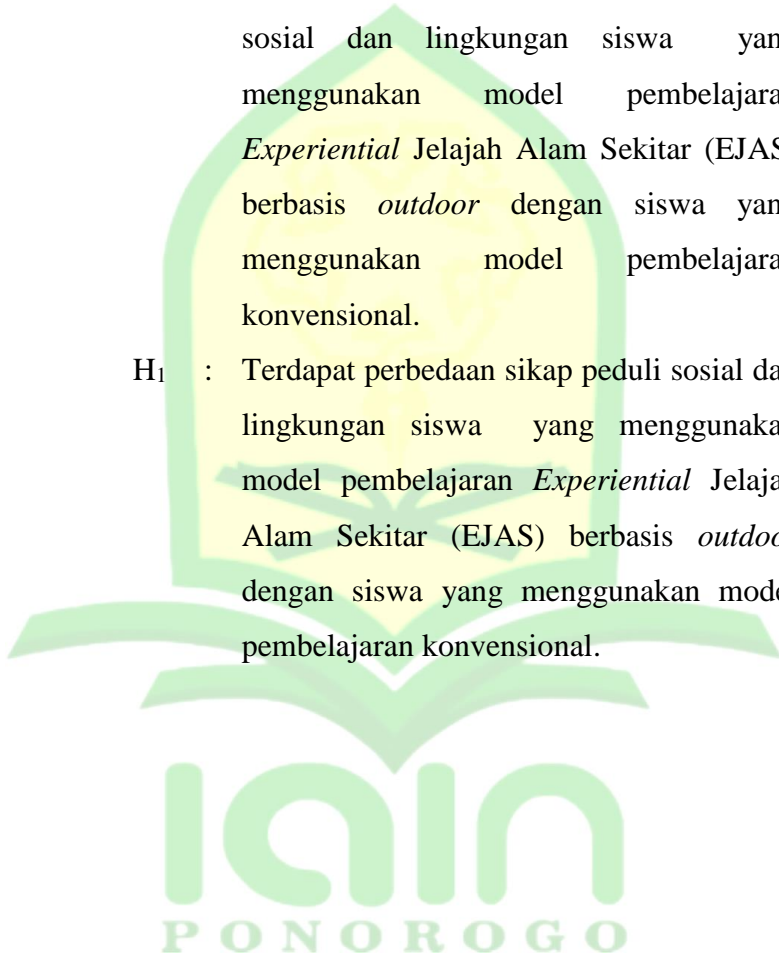 sosial dan lingkungan siswa yan
menggunakan model pembelajara
Experiential Jelajah Alam Sekitar (EJAS
berbasis outdoor dengan siswa yan
menggunakan model pembelajara
konvensional.
H₁ : Terdapat perbedaan sikap peduli sosial da
lingkungan siswa yang menggunaka
model pembelajaran Experiential Jelaja
Alam Sekitar (EJAS) berbasis outdoo
dengan siswa yang menggunakan mode
pembelajaran konvensional.
iain
PONOROGO